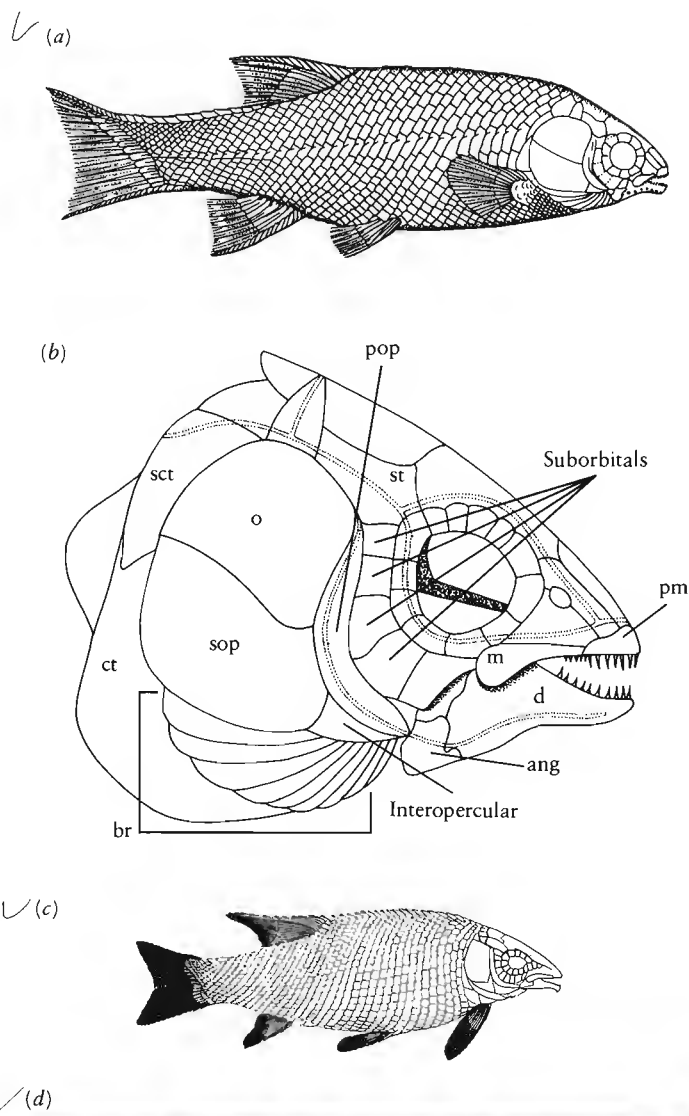 (a)
(b)
pop
Suborbitals
sct
st
o
pm
sop
m
ct
d
ang
Interopercular
br
(c)
(d)